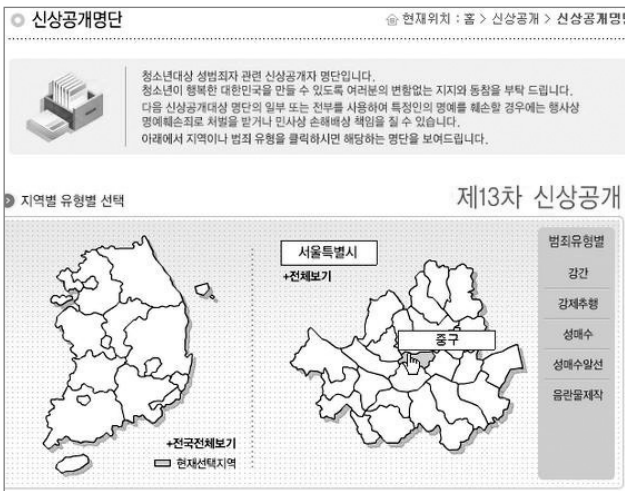 신상공개명단
현재위치 : 홈 > 신상공개 > 신상공개명단
청소년대상 성범죄자 관련 신상공개자 명단입니다.
청소년이 행복한 대한민국을 만들 수 있도록 여러분의 변함없는 지지와 동참을 부탁 드립니다.
다음 신상공개대상 명단의 일부 또는 전부를 사용하여 특정인의 명예를 훼손할 경우에는 형사상
명예훼손죄로 처벌을 받거나 민사상 손해배상 책임을 질 수 있습니다.
아래에서 지역이나 범죄 유형을 클릭하시면 해당하는 명단을 보여드립니다.
지역별 유형별 선택
제13차 신상공개
서울특별시
+전체보기
중구
+전국전체보기
현재선택지역
범죄유형별
강간
강제추행
성매수
성매수알선
음란물제작